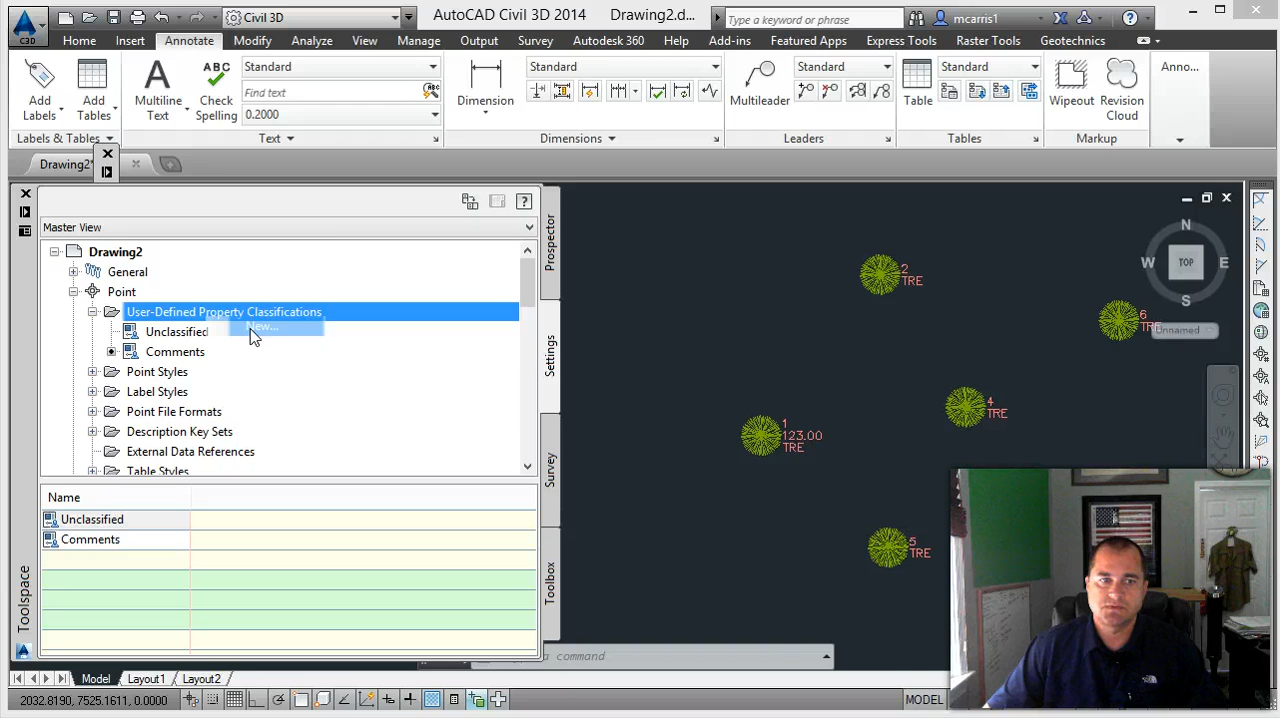 Civil 3D
AutoCAD Civil 3D 2014 Drawing2.d...
Type a keyword or phrase
mcarris1
C3D
Home Insert Annotate Modify Analyze View Manage Output Survey Autodesk 360 Help Add-ins Featured Apps Express Tools Raster Tools Geotechnics
Add Labels
Add Tables
Multiline Text
ABC
Check Spelling
Standard
Find text
0.2000
Dimension
Standard
Multileader
Standard
Table
Standard
Wipeout
Revision Cloud
Anno...
Labels & Tables
Text
Dimensions
Leaders
Tables
Markup
Drawing2*
Master View
Drawing2
General
Point
User-Defined Property Classifications
New...
Unclassified
Comments
Point Styles
Label Styles
Point File Formats
Description Key Sets
External Data References
Table Styles
Name
Unclassified
Comments
Toolspace
Prospector
Settings
Survey
Toolbox
2
TRE
6
TRE
4
TRE
1
123.00
TRE
5
TRE
N
W
TOP
E
S
Unnamed
a command
Model Layout1 Layout2
2032.8190, 7525.1611, 0.0000
MODEL